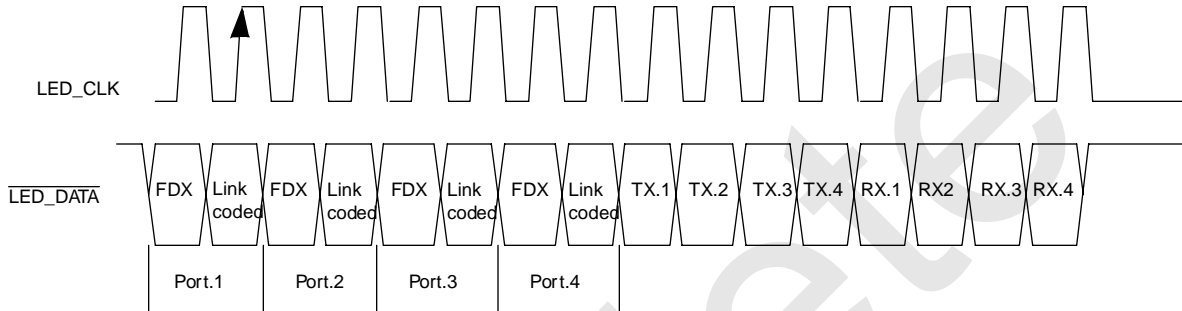 LED_CLK
LED_DATA
FDX Link coded FDX Link coded FDX Link coded FDX Link coded TX.1 TX.2 TX.3 TX.4 RX.1 RX2 RX.3 RX.4
Port.1 Port.2 Port.3 Port.4
ete